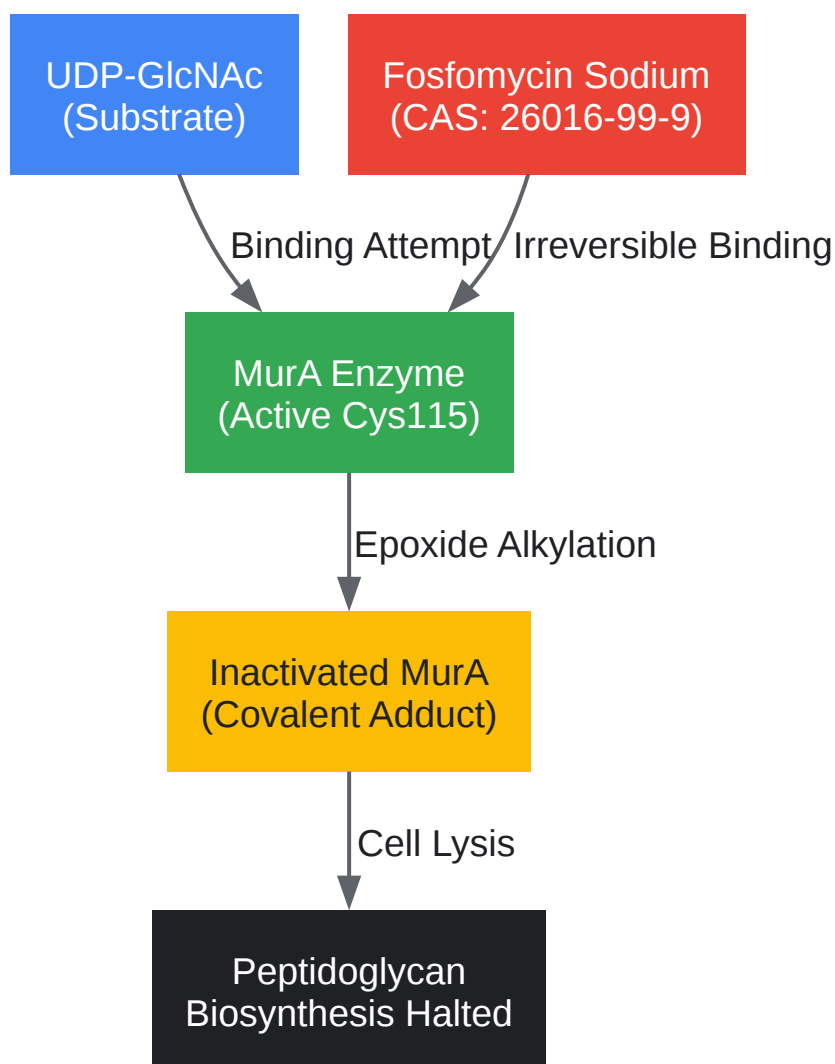 UDP-GlcNAc
(Substrate)
Fosfomycin Sodium
(CAS: 26016-99-9)
Binding Attempt
Irreversible Binding
MurA Enzyme
(Active Cys115)
Epoxide Alkylation
Inactivated MurA
(Covalent Adduct)
Cell Lysis
Peptidoglycan
Biosynthesis Halted